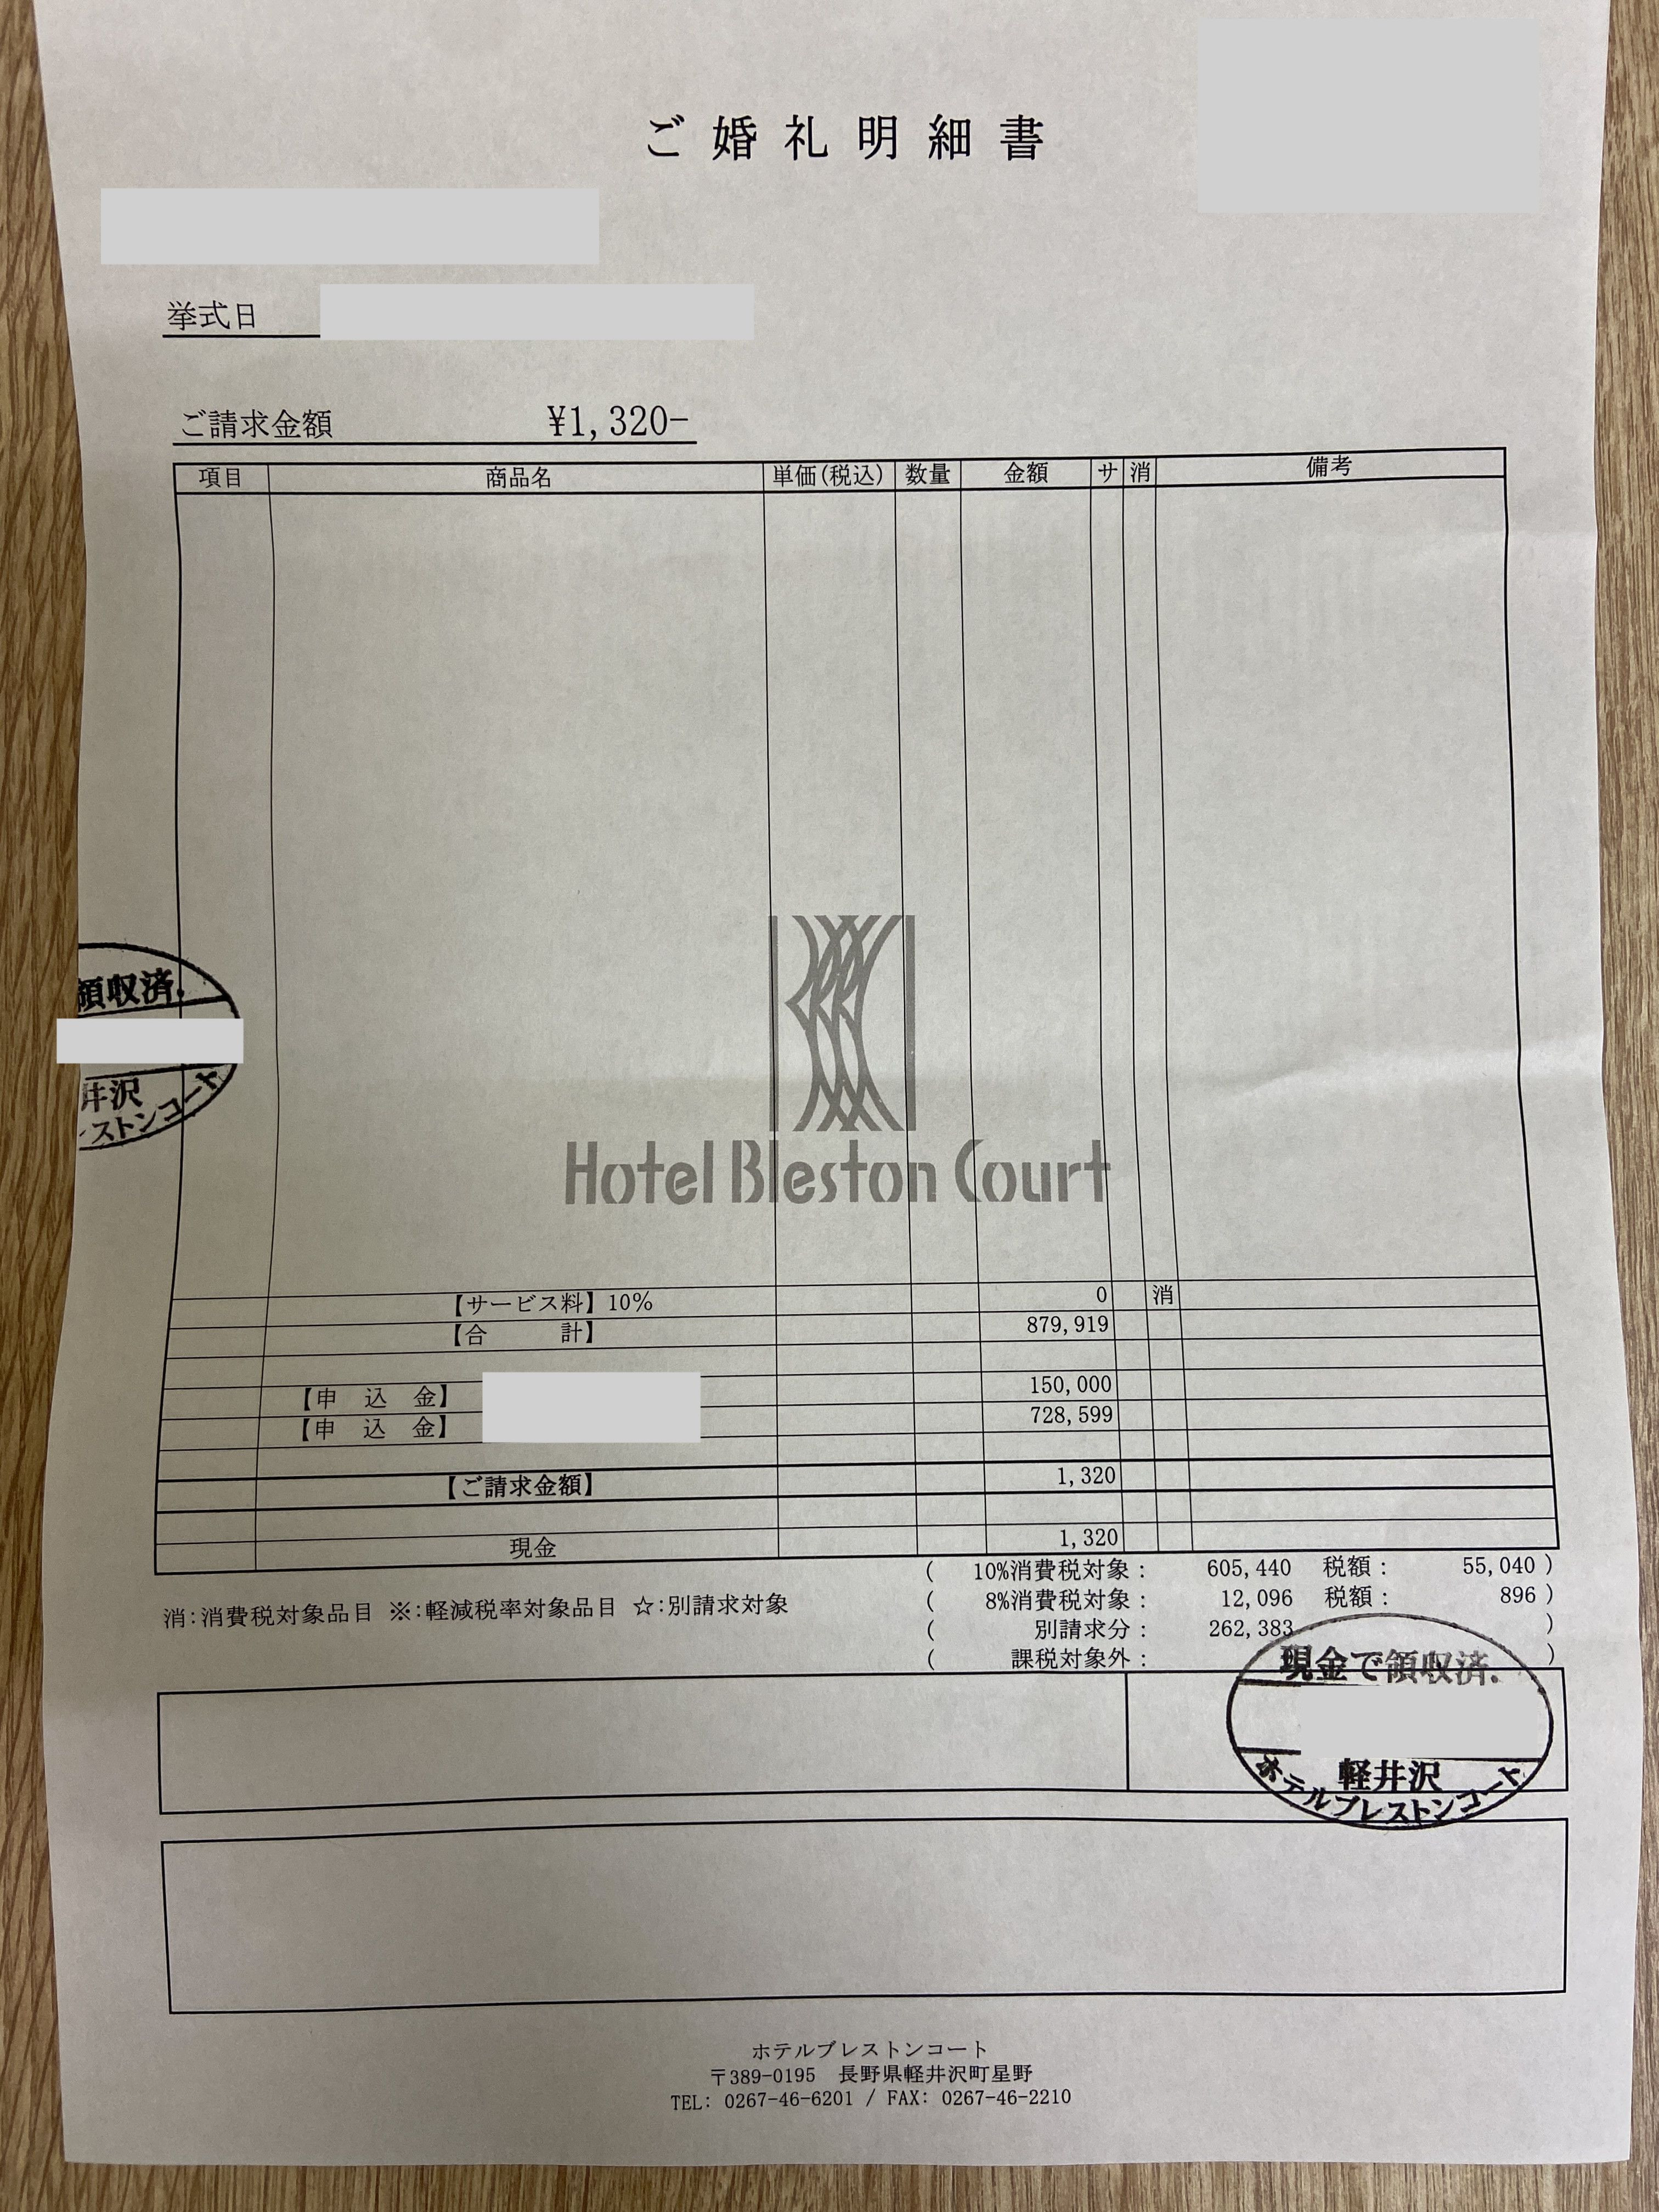 ご婚礼明細書
挙式日
ご請求金額 ¥1,320-
項目 商品名 単価(税込) 数量 金額 サ 消 備考
領収済.
井沢
レストンコート
Hotel Bleston Court
【サービス料】10% 0 消
【合 計】 879,919
【申 込 金】 150,000
【申 込 金】 728,599
【ご請求金額】 1,320
現金 1,320
( 10%消費税対象: 605,440 税額: 55,040 )
消:消費税対象品目 ※:軽減税率対象品目 ☆:別請求対象
( 8%消費税対象: 12,096 税額: 896 )
( 別請求分: 262,383 )
( 課税対象外: )
現金で領収済.
軽井沢
ホテルブレストンコート
ホテルブレストンコート
〒389-0195 長野県軽井沢町星野
TEL: 0267-46-6201 / FAX: 0267-46-2210